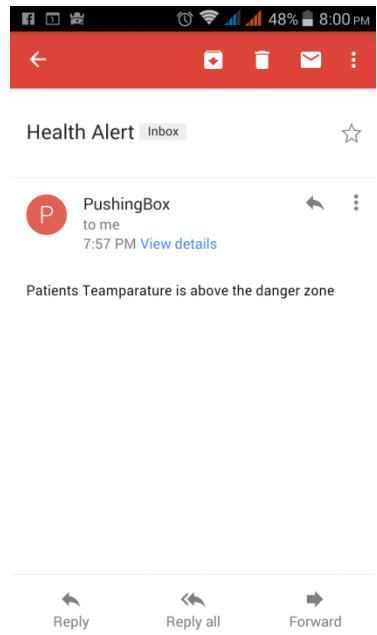 48% 8:00 PM
Health Alert Inbox
P PushingBox
to me
7:57 PM View details
Patients Teamparature is above the danger zone
Reply Reply all Forward